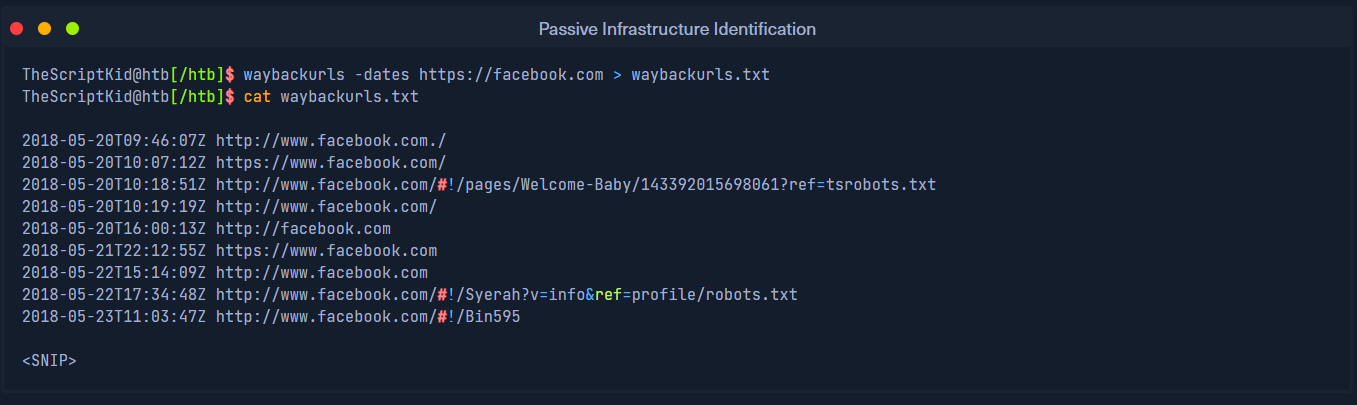 Passive Infrastructure Identification
TheScriptKid@htb[/htb]$ waybackurls -dates https://facebook.com > waybackurls.txt
TheScriptKid@htb[/htb]$ cat waybackurls.txt
2018-05-20T09:46:07Z http://www.facebook.com./
2018-05-20T10:07:12Z https://www.facebook.com/
2018-05-20T10:18:51Z http://www.facebook.com/#!/pages/Welcome-Baby/143392015698061?ref=tsrobots.txt
2018-05-20T10:19:19Z http://www.facebook.com/
2018-05-20T16:00:13Z http://facebook.com
2018-05-21T22:12:55Z https://www.facebook.com
2018-05-22T15:14:09Z http://www.facebook.com
2018-05-22T17:34:48Z http://www.facebook.com/#!/Syerah?v=info&ref=profile/robots.txt
2018-05-23T11:03:47Z http://www.facebook.com/#!/Bin595
<SNIP>